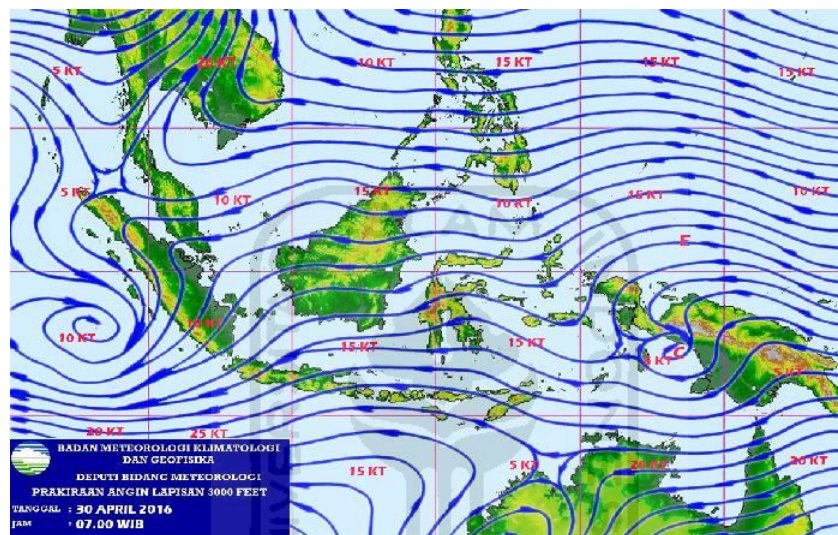 5 KT
20 KT
10 KT
15 KT
15 KT
15 KT
5 KT
10 KT
15 KT
10 KT
15 KT
10 KT
E
10 KT
15 KT
15 KT
5 KT
C
5 KT
20 KT
25 KT
15 KT
5 KT
20 KT
20 KT
BADAN METEOROLOGI KLIMATOLOGI
DAN GEOFISIKA
DEPUTI BIDANG METEOROLOGI
PRAKIRAAN ANGIN LAPISAN 3000 FEET
TANGGAL : 30 APRIL 2016
JAM : 07.00 WIB